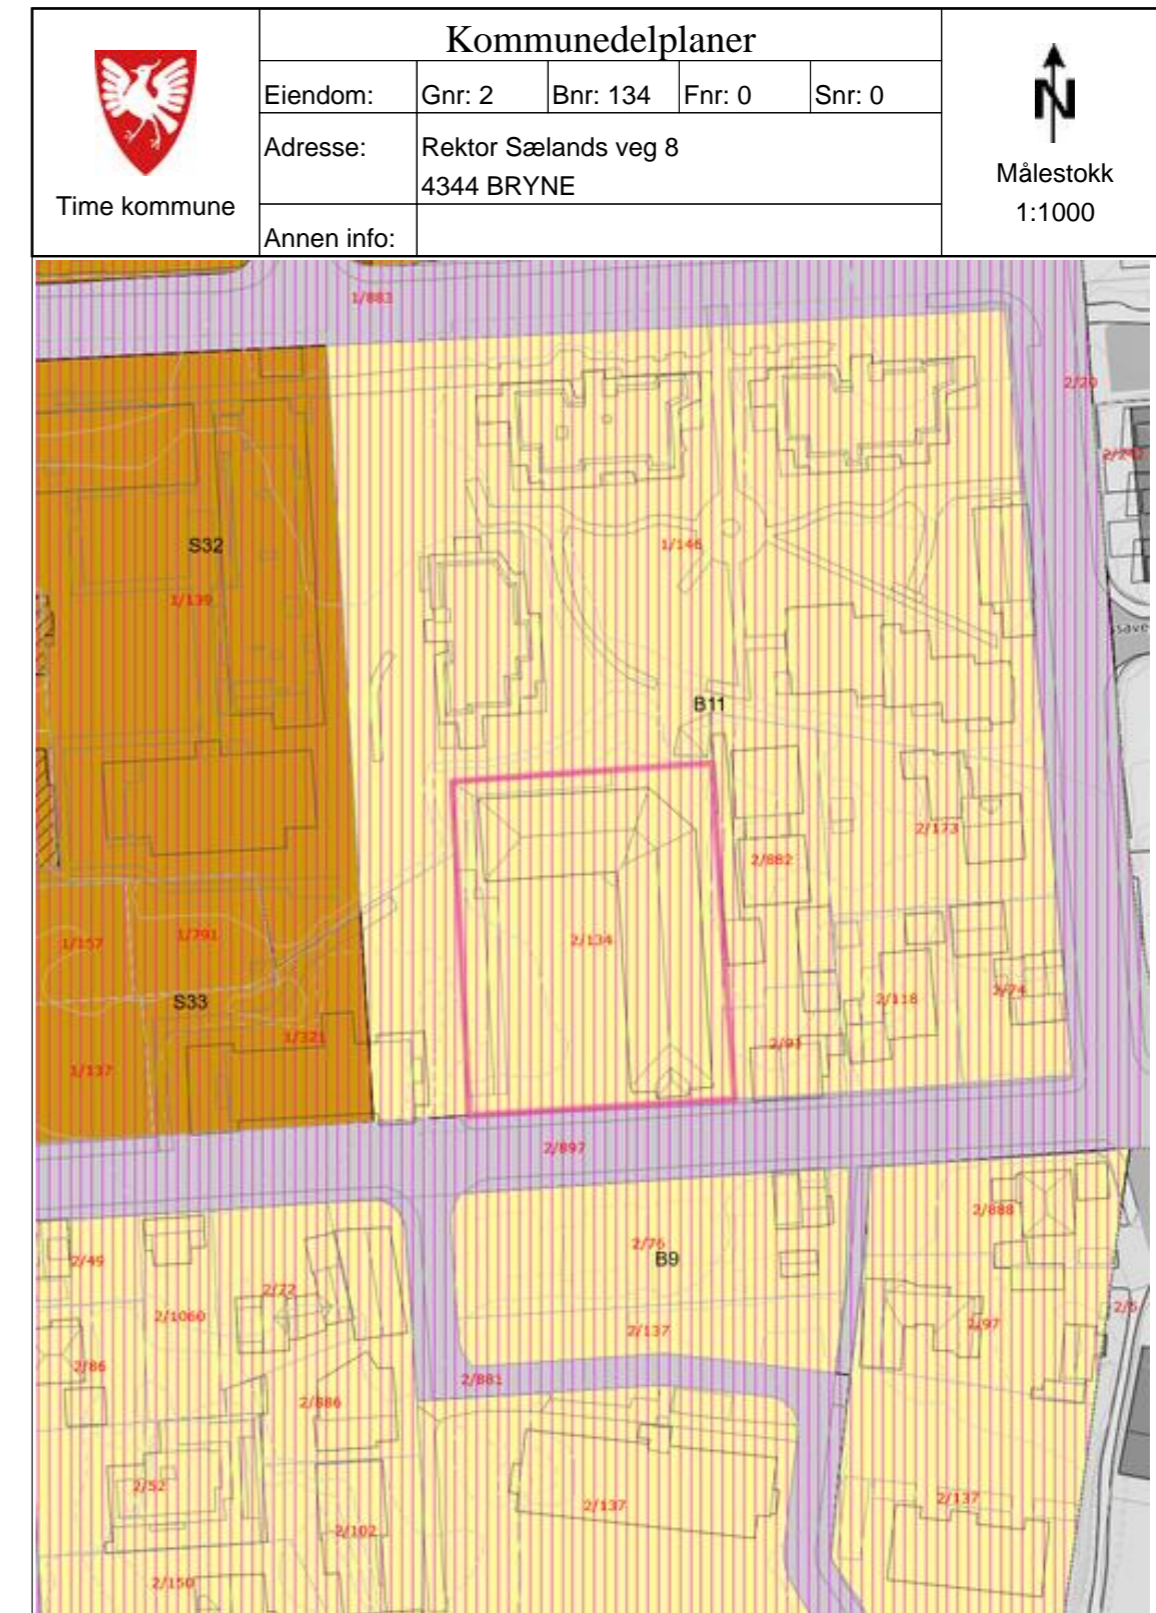 Kommunedelplaner
Eiendom: Gnr: 2 Bnr: 134 Fnr: 0 Snr: 0
Adresse: Rektor Sælands veg 8
4344 BRYNE
Annen info:
Time kommune
N
Målestokk
1:1000
1/883
2/20
S32
1/146
1/139
B11
2/173
2/882
1/157
1/791
2/134
S33
2/118
2/74
1/321
2/91
1/137
2/897
2/888
2/49
2/76
B9
2/72
2/1060
2/137
2/97
2/86
2/881
2/886
2/52
2/137
2/137
2/102
2/150